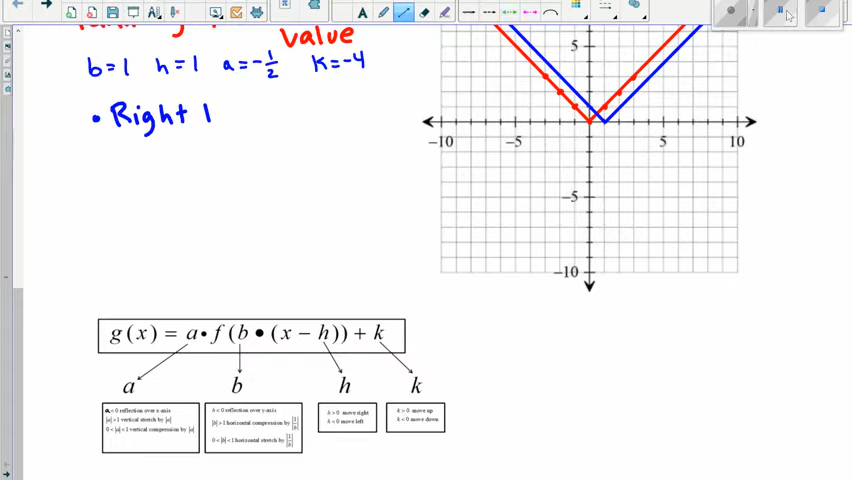 value
b=1 h=1 a=-1/2 k=-4
• Right 1
5
-10 -5 5 10
-5
-10
g(x) = a•f(b•(x-h))+k
a b h k
a<0 reflection over x-axis
|a|>1 vertical stretch by |a|
0<|a|<1 vertical compression by |a|
b<0 reflection over y-axis
|b|>1 horizontal compression by |1/b|
0<|b|<1 horizontal stretch by |1/b|
h>0 move right
h<0 move left
k>0 move up
k<0 move down